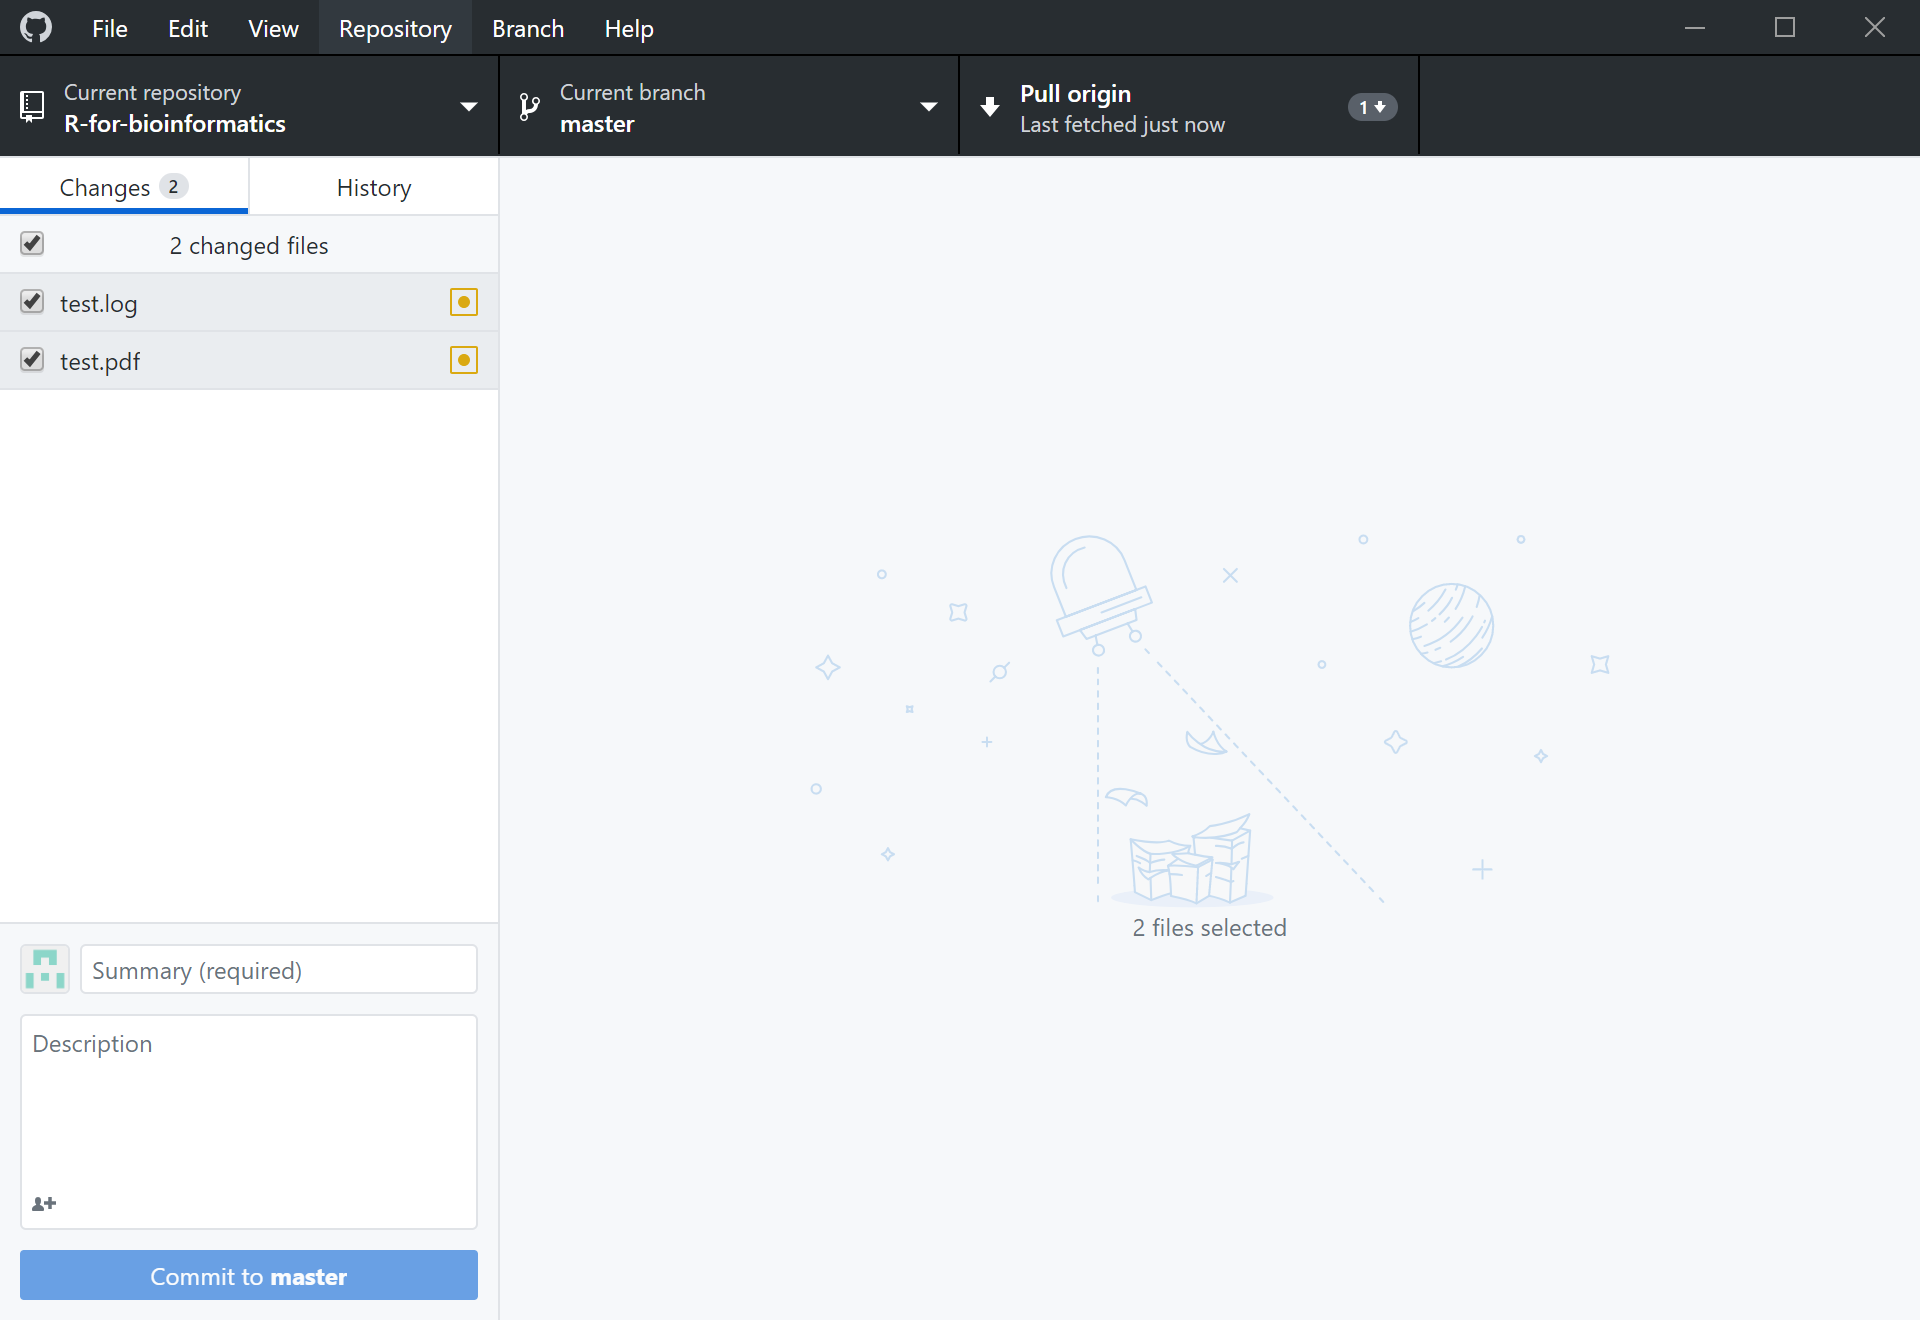 File Edit View Repository Branch Help
Current repository
R-for-bioinformatics
Current branch
master
Pull origin
Last fetched just now
1
Changes 2
History
2 changed files
test.log
test.pdf
2 files selected
Summary (required)
Description
Commit to master